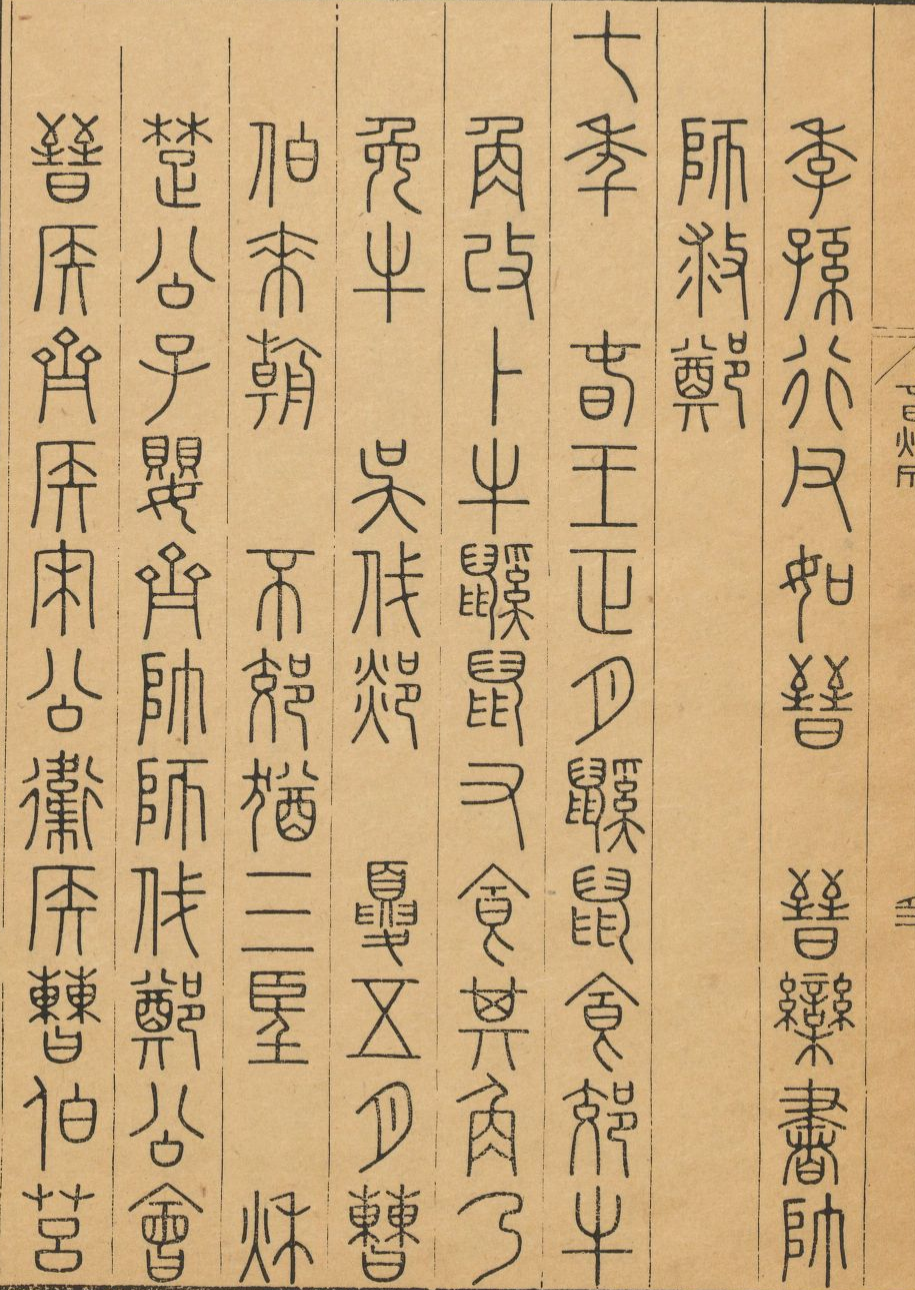 季孫行父如晉 晉欒書帥
師救鄭
七年 春王正月鼷鼠食郊牛
角改卜牛鼷鼠又食其角乃
免牛 吳伐郯 夏五月曹
伯來朝 不郊猶三望 秋
楚公子嬰齊帥師伐鄭公會
晉侯齊侯宋公衛侯曹伯莒